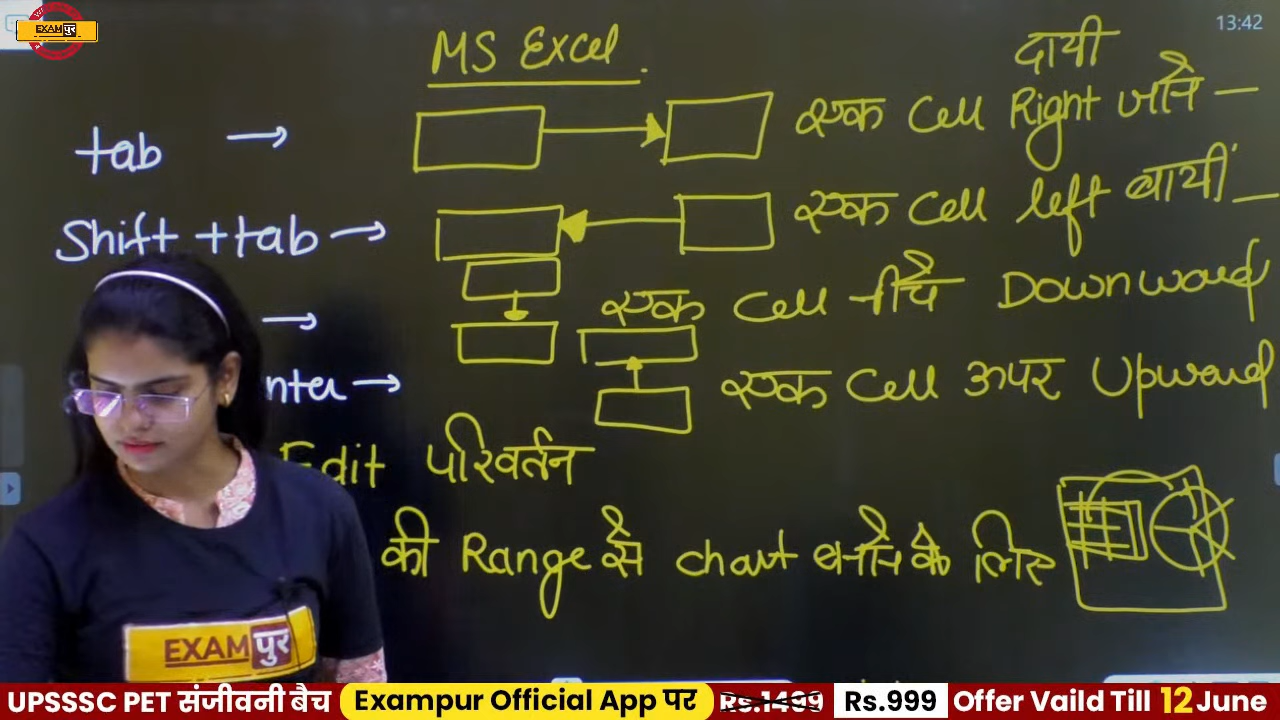 EXAMपुर
13:42
MS Excel.
दायी
tab → एक Cell Right जाने –
Shift + tab → एक Cell left बायीं –
→ एक Cell नीचे Downward
nter → एक Cell ऊपर Upward
Edit परिवर्तन
की Range से chart बनाने के लिए
EXAMपुर
UPSSSC PET संजीवनी बैच Exampur Official App पर Rs.1499 Rs.999 Offer Vaild Till 12 June